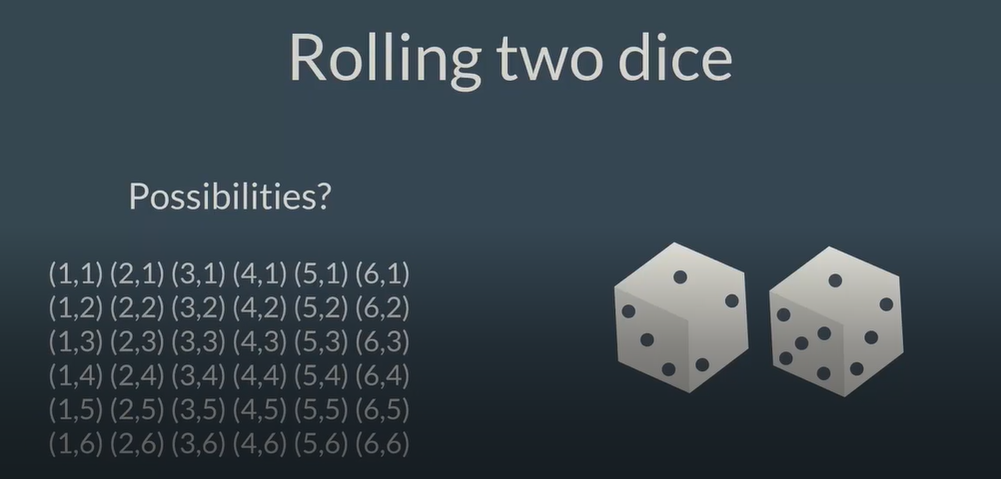 Rolling two dice
Possibilities?
(1,1) (2,1) (3,1) (4,1) (5,1) (6,1)
(1,2) (2,2) (3,2) (4,2) (5,2) (6,2)
(1,3) (2,3) (3,3) (4,3) (5,3) (6,3)
(1,4) (2,4) (3,4) (4,4) (5,4) (6,4)
(1,5) (2,5) (3,5) (4,5) (5,5) (6,5)
(1,6) (2,6) (3,6) (4,6) (5,6) (6,6)